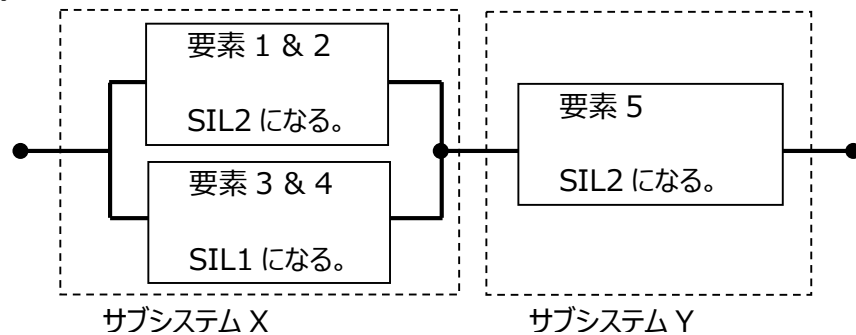 要素 1 & 2
SIL2 になる。
要素 3 & 4
SIL1 になる。
要素 5
SIL2 になる。
サブシステム X
サブシステム Y